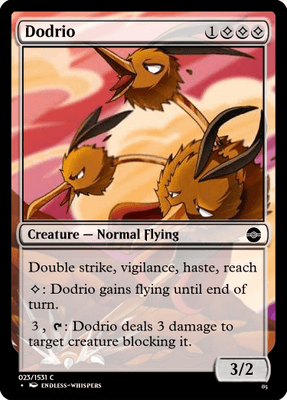 Dodrio 1
Creature — Normal Flying
Double strike, vigilance, haste, reach
: Dodrio gains flying until end of
turn.
3 , : Dodrio deals 3 damage to
target creature blocking it.
3/2
023/1531 C
• ENDLESS-WHISPERS